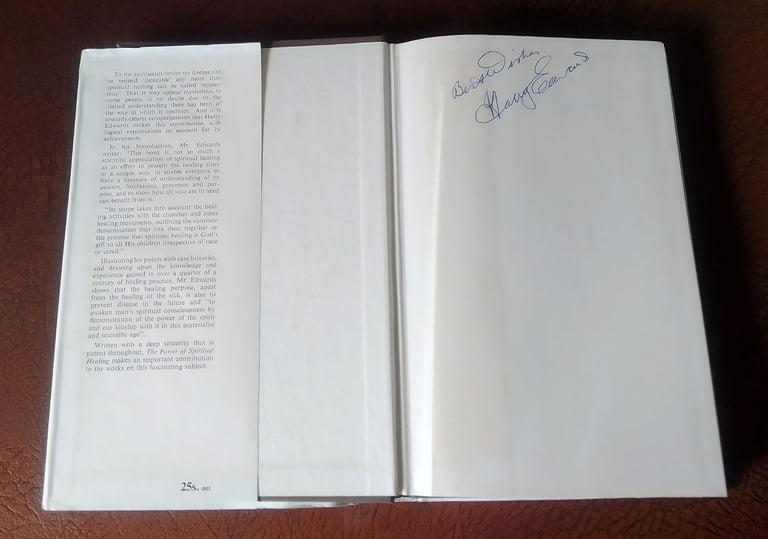 To the spiritualist healer no disease can
be termed 'incurable' any more than
spiritual healing can be called 'myster-
ious'. That it may appear mysterious to
some people is no doubt due to the
limited understanding there has been of
the way in which it operates. And it is
towards clearer comprehension that Harry
Edwards makes this contribution with
logical explanations to account for its
achievements.
In his Introduction, Mr. Edwards
writes: "This book is not so much a
scientific appreciation of spiritual healing
as an effort to present the healing story
in a simple way, to enable everyone to
have a measure of understanding of its
powers, limitations, processes and pur-
pose, and to show how all who are in need
can benefit from it.
"Its scope takes into account the heal-
ing activities with the churches and other
healing movements, outlining the common
denominators that link them together on
the premise that spiritual healing is God's
gift to all His children irrespective of race
or creed."
Illustrating his points with case histories,
and drawing upon the knowledge and
experience gained in over a quarter of a
century of healing practice, Mr. Edwards
shows that the healing purpose, apart
from the healing of the sick, is also to
prevent disease in the future and "to
awaken man's spiritual consciousness by
demonstration of the power of the spirit
and our kinship with it in this materialist
and scientific age".
Written with a deep sincerity that is
patent throughout, The Power of Spiritual
Healing makes an important contribution
to the works on this fascinating subject.
25s. net
Best Wishes
Harry Edwards